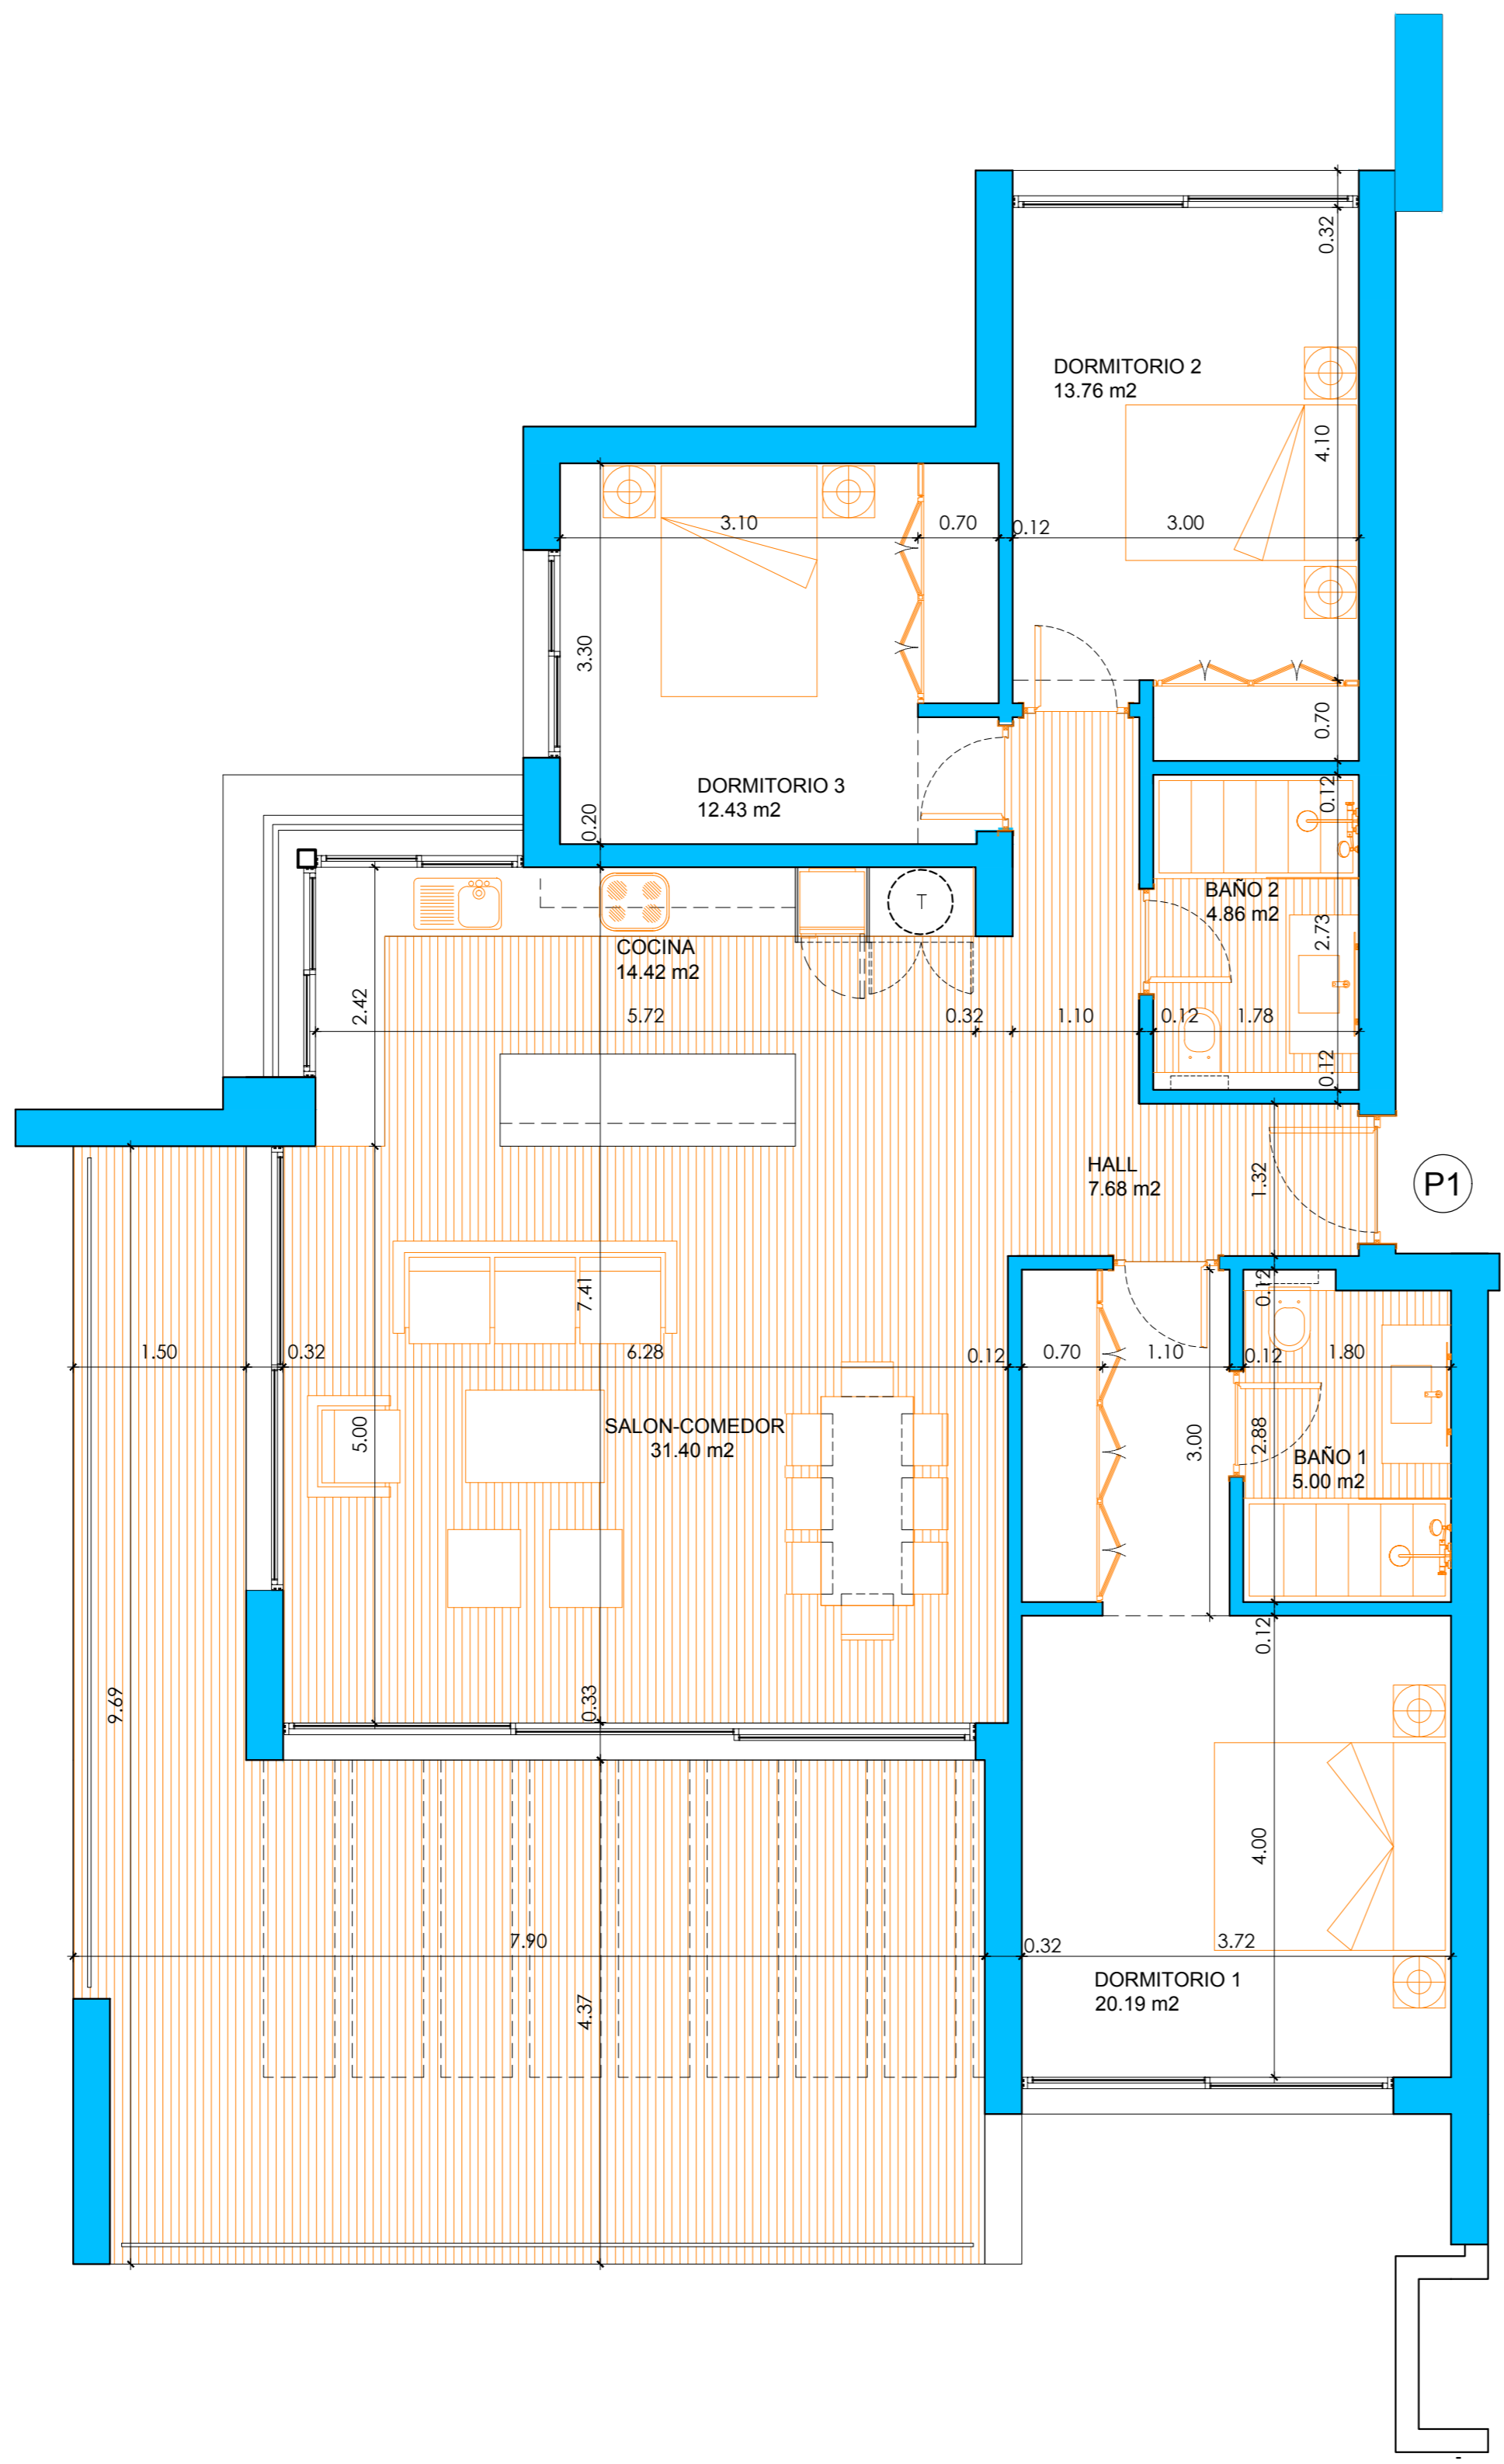 0.32
DORMITORIO 2
13.76 m2
4.10
3.10
0.70
0.12
3.00
3.30
0.70
DORMITORIO 3
12.43 m2
0.12
0.20
BAÑO 2
4.86 m2
T
2.73
COCINA
14.42 m2
2.42
5.72
0.32
1.10
0.12
1.78
0.12
HALL
7.68 m2
1.32
P1
0.12
7.41
1.50
0.32
6.28
0.12
0.70
1.10
0.12
1.80
5.00
SALON-COMEDOR
31.40 m2
3.00
2.88
BAÑO 1
5.00 m2
0.12
9.69
0.33
4.00
7.90
0.32
3.72
DORMITORIO 1
20.19 m2
4.37